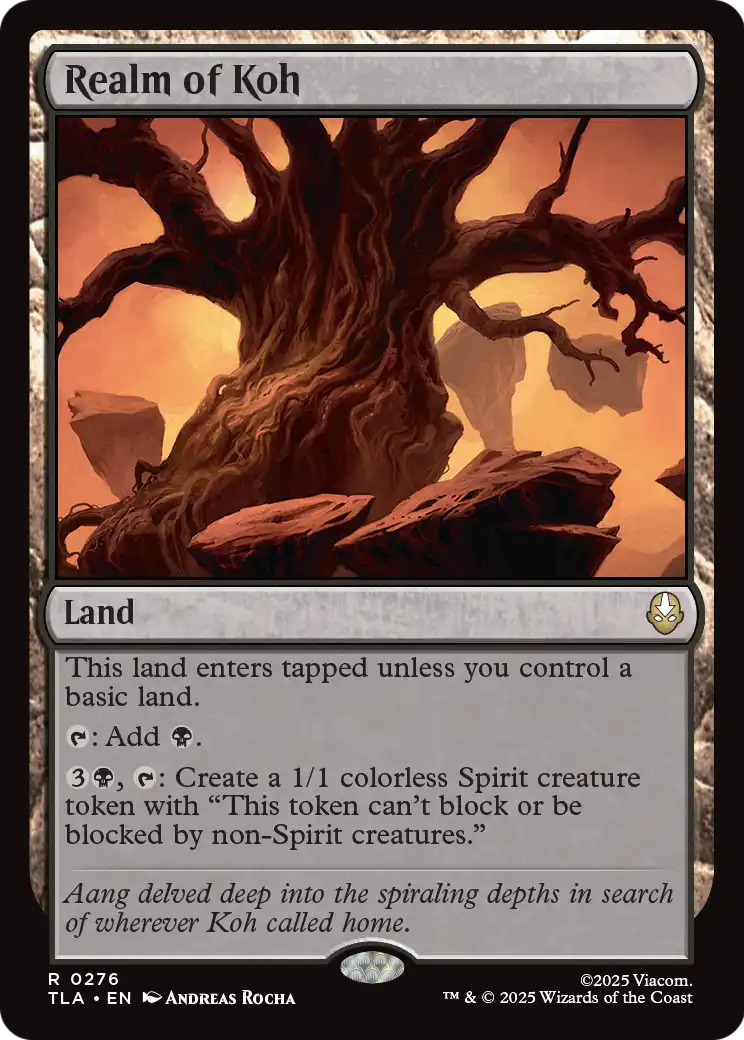 Realm of Koh
Land
This land enters tapped unless you control a
basic land.
: Add .
3, : Create a 1/1 colorless Spirit creature
token with “This token can’t block or be
blocked by non-Spirit creatures.”
Aang delved deep into the spiraling depths in search
of wherever Koh called home.
R 0276
TLA • EN Andreas Rocha
©2025 Viacom.
™ & © 2025 Wizards of the Coast